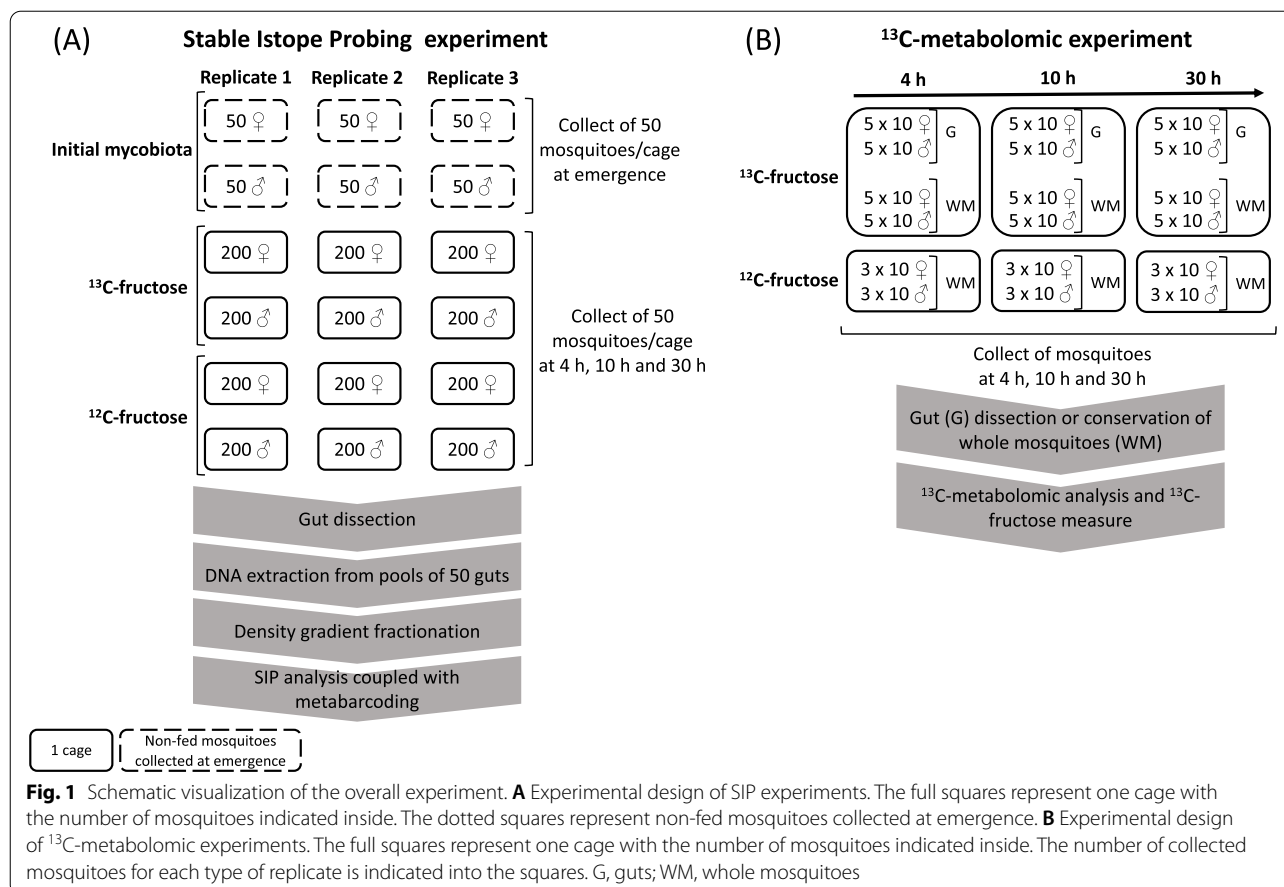 (A) Stable Istope Probing experiment
Replicate 1 Replicate 2 Replicate 3
Initial mycobiota
50 ♀ 50 ♀ 50 ♀
50 ♂ 50 ♂ 50 ♂
Collect of 50
mosquitoes/cage
at emergence
¹³C-fructose
200 ♀ 200 ♀ 200 ♀
200 ♂ 200 ♂ 200 ♂
¹²C-fructose
200 ♀ 200 ♀ 200 ♀
200 ♂ 200 ♂ 200 ♂
Collect of 50
mosquitoes/cage
at 4 h, 10 h and 30 h
Gut dissection
DNA extraction from pools of 50 guts
Density gradient fractionation
SIP analysis coupled with
metabarcoding
1 cage
Non-fed mosquitoes
collected at emergence
(B) ¹³C-metabolomic experiment
4 h 10 h 30 h
¹³C-fructose
5 x 10 ♀ 5 x 10 ♀ 5 x 10 ♀
G G G
5 x 10 ♂ 5 x 10 ♂ 5 x 10 ♂
5 x 10 ♀ 5 x 10 ♀ 5 x 10 ♀
WM WM WM
5 x 10 ♂ 5 x 10 ♂ 5 x 10 ♂
¹²C-fructose
3 x 10 ♀ 3 x 10 ♀ 3 x 10 ♀
WM WM WM
3 x 10 ♂ 3 x 10 ♂ 3 x 10 ♂
Collect of mosquitoes
at 4 h, 10 h and 30 h
Gut (G) dissection or conservation of
whole mosquitoes (WM)
¹³C-metabolomic analysis and ¹³C-
fructose measure
Fig. 1 Schematic visualization of the overall experiment. A Experimental design of SIP experiments. The full squares represent one cage with
the number of mosquitoes indicated inside. The dotted squares represent non-fed mosquitoes collected at emergence. B Experimental design
of ¹³C-metabolomic experiments. The full squares represent one cage with the number of mosquitoes indicated inside. The number of collected
mosquitoes for each type of replicate is indicated into the squares. G, guts; WM, whole mosquitoes